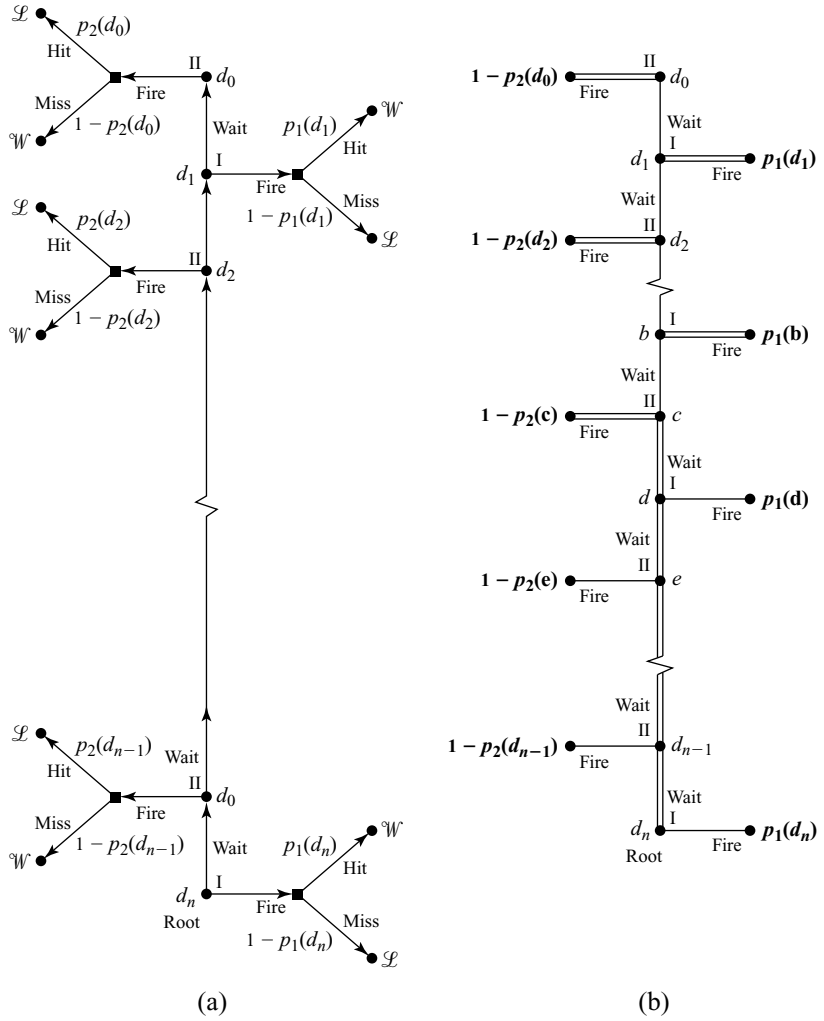 ℒ
p₂(d₀)
Hit
II
d₀
Fire
Miss
1 − p₂(d₀)
𝒲
Wait
p₁(d₁)
𝒲
Hit
d₁
I
Fire
Miss
1 − p₁(d₁)
ℒ
ℒ
p₂(d₂)
Hit
II
d₂
Fire
Miss
1 − p₂(d₂)
𝒲
ℒ
p₂(dₙ₋₁)
Hit
Wait
II
d₀
Fire
Miss
1 − p₂(dₙ₋₁)
𝒲
Wait
p₁(dₙ)
𝒲
Hit
dₙ
I
Root
Fire
Miss
1 − p₁(dₙ)
ℒ
(a)
1 − p₂(d₀)
II
d₀
Fire
Wait
I
d₁
p₁(d₁)
Fire
Wait
1 − p₂(d₂)
II
d₂
Fire
I
b
p₁(b)
Fire
Wait
1 − p₂(c)
II
c
Fire
Wait
I
d
p₁(d)
Fire
Wait
1 − p₂(e)
II
e
Fire
Wait
1 − p₂(dₙ₋₁)
II
dₙ₋₁
Fire
Wait
I
dₙ
p₁(dₙ)
Root
Fire
(b)